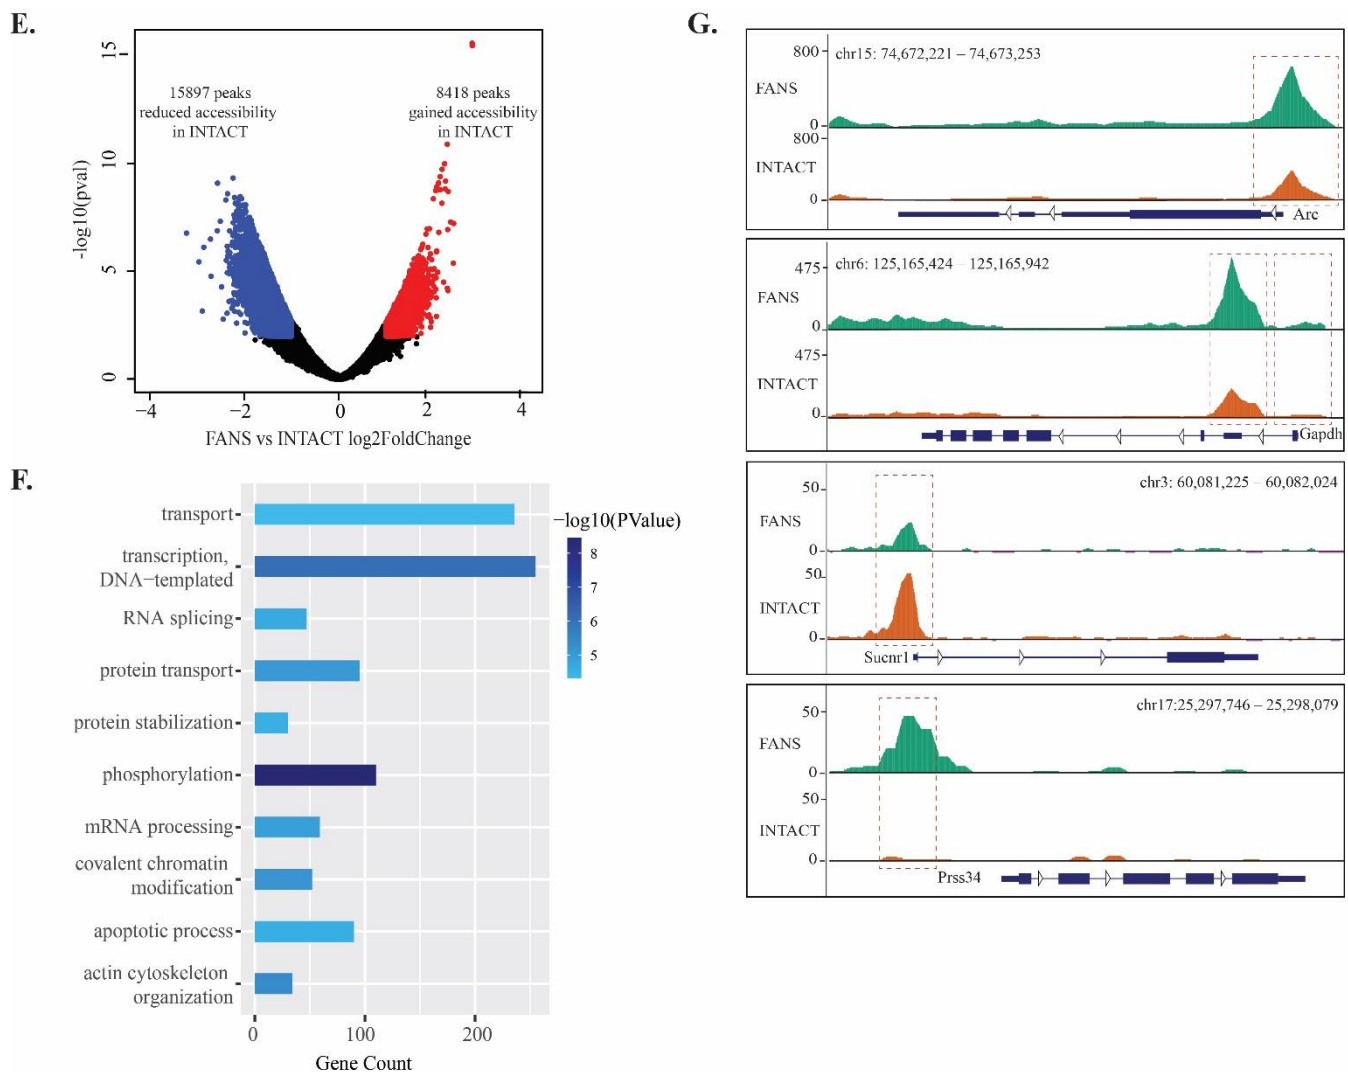 E.
15
10
5
0
-log10(pval)
15897 peaks
reduced accessibility
in INTACT
8418 peaks
gained accessibility
in INTACT
−4
−2
0
2
4
FANS vs INTACT log2FoldChange
F.
transport
transcription,
DNA−templated
RNA splicing
protein transport
protein stabilization
phosphorylation
mRNA processing
covalent chromatin
modification
apoptotic process
actin cytoskeleton
organization
0
100
200
Gene Count
−log10(PValue)
8
7
6
5
G.
800
chr15: 74,672,221 – 74,673,253
FANS
0
800
INTACT
0
Arc
475
chr6: 125,165,424 – 125,165,942
FANS
0
475
INTACT
0
Gapdh
50
chr3: 60,081,225 – 60,082,024
FANS
0
50
INTACT
0
Sucnr1
50
chr17:25,297,746 – 25,298,079
FANS
0
50
INTACT
0
Prss34